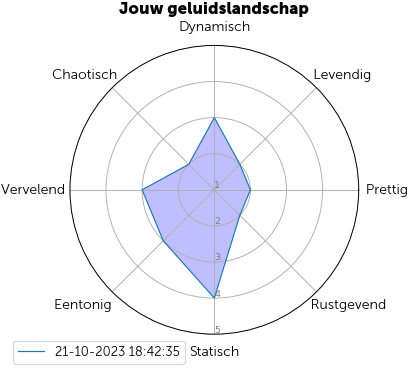 Jouw geluidslandschap
Dynamisch
Chaotisch
Levendig
Vervelend
Prettig
1
2
3
4
5
Eentonig
Rustgevend
Statisch
21-10-2023 18:42:35